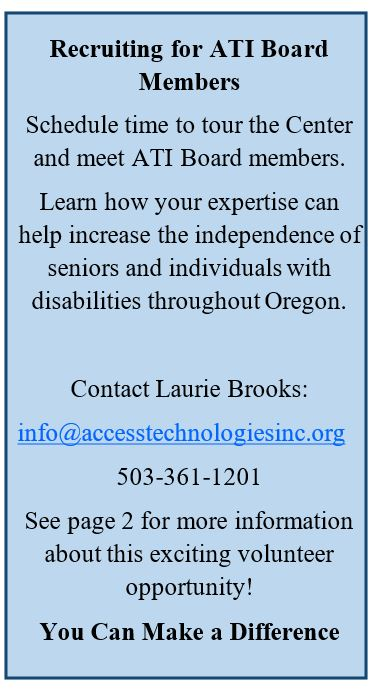 Recruiting for ATI Board
Members
Schedule time to tour the Center
and meet ATI Board members.
Learn how your expertise can
help increase the independence of
seniors and individuals with
disabilities throughout Oregon.
Contact Laurie Brooks:
info@accesstechnologiesinc.org
503-361-1201
See page 2 for more information
about this exciting volunteer
opportunity!
You Can Make a Difference